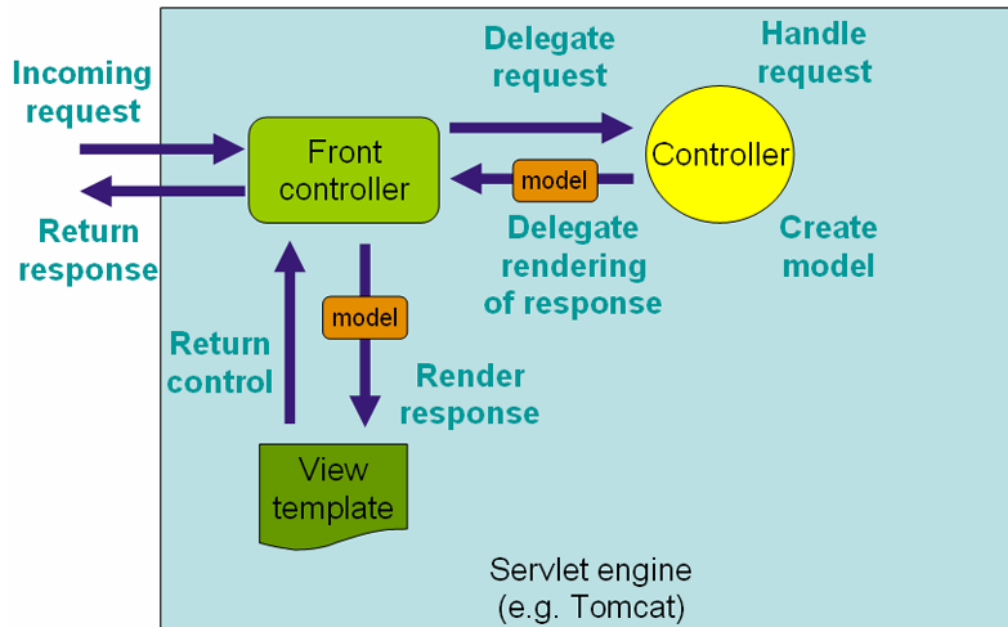 Incoming
request
Return
response
Front
controller
Delegate
request
Handle
request
Controller
model
Delegate
rendering
of response
Create
model
model
Return
control
Render
response
View
template
Servlet engine
(e.g. Tomcat)